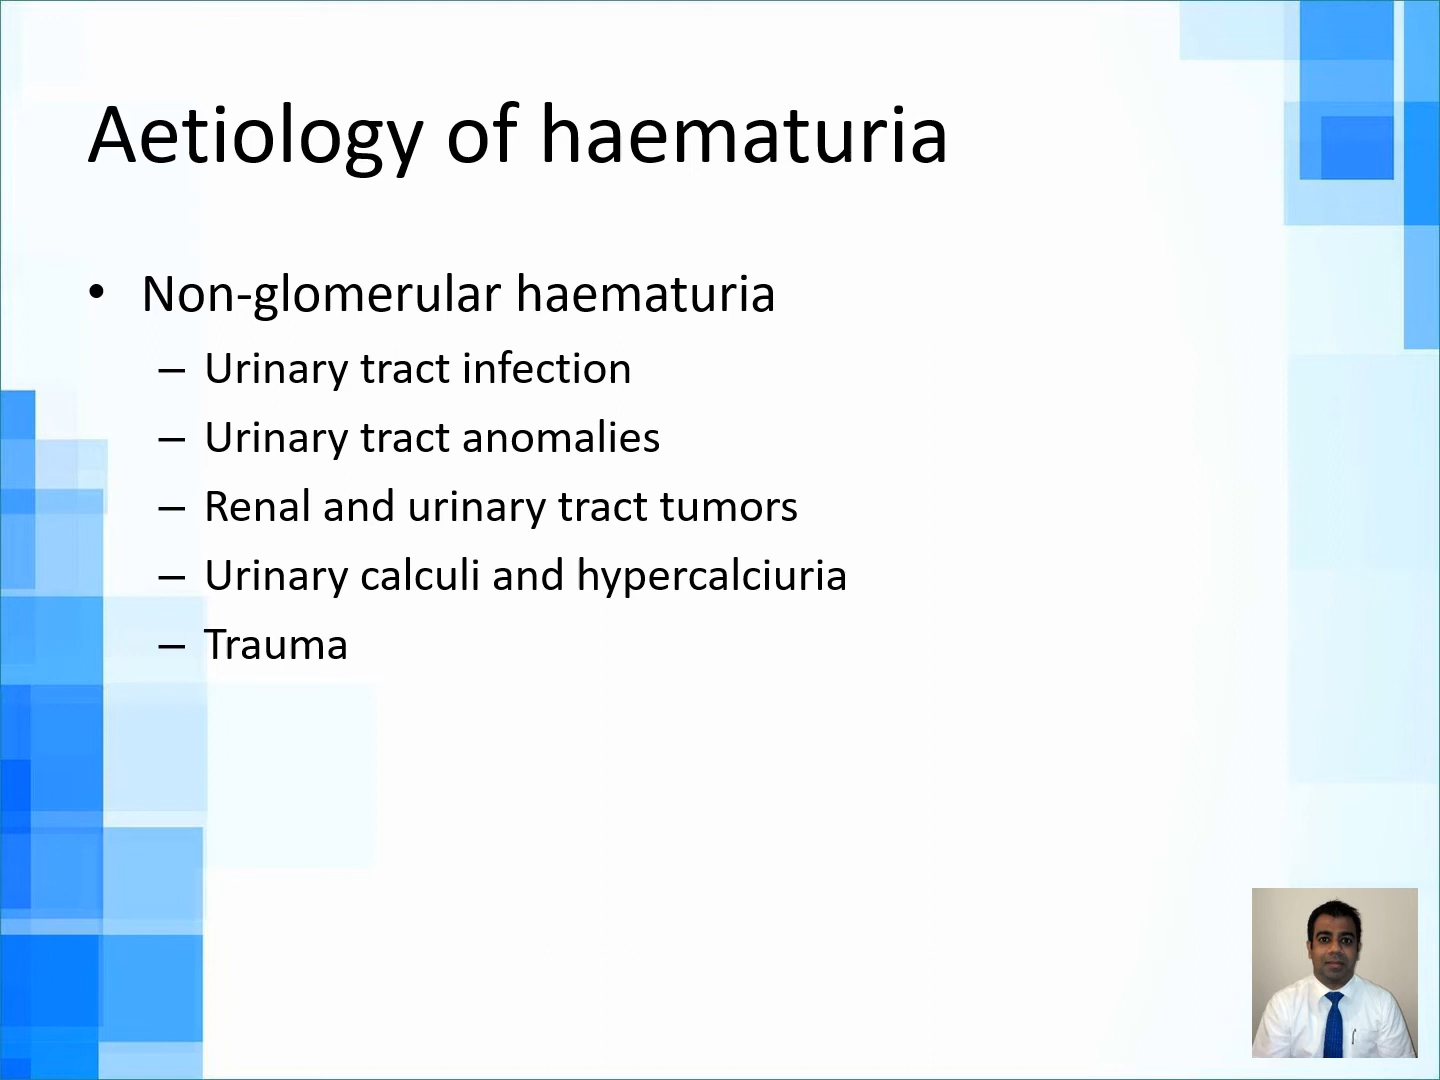 Aetiology of haematuria
• Non-glomerular haematuria
– Urinary tract infection
– Urinary tract anomalies
– Renal and urinary tract tumors
– Urinary calculi and hypercalciuria
– Trauma